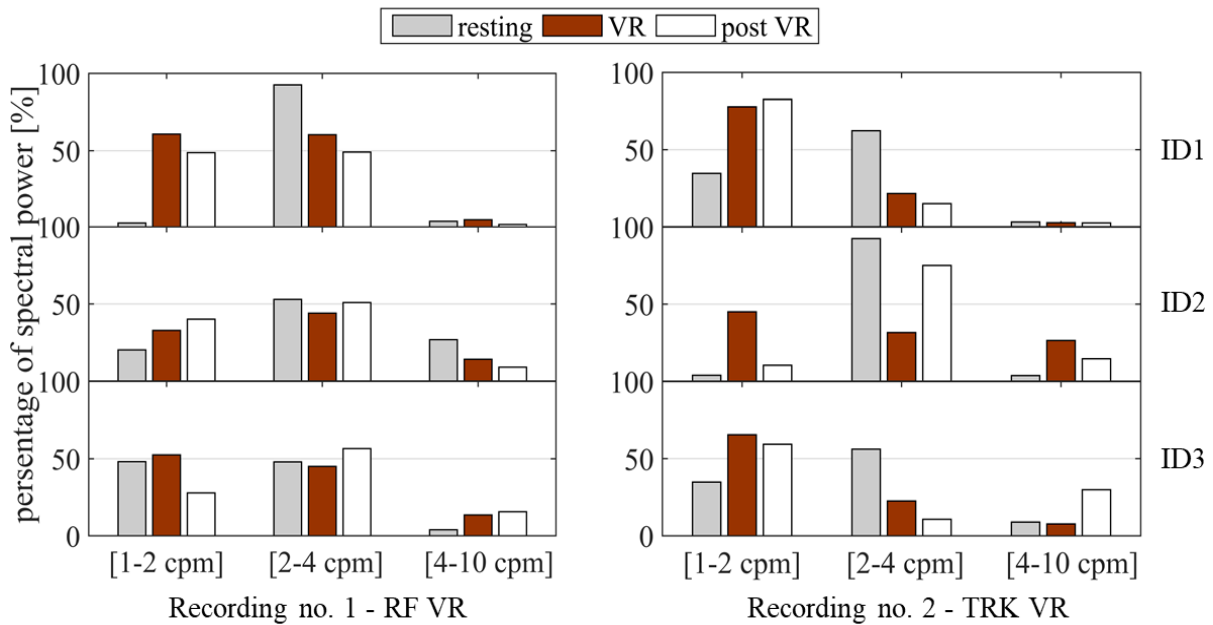 resting VR post VR
persentage of spectral power [%]
100 100
50 50 ID1
100 100
50 50 ID2
100 100
50 50 ID3
0 0
[1-2 cpm] [2-4 cpm] [4-10 cpm] [1-2 cpm] [2-4 cpm] [4-10 cpm]
Recording no. 1 - RF VR Recording no. 2 - TRK VR